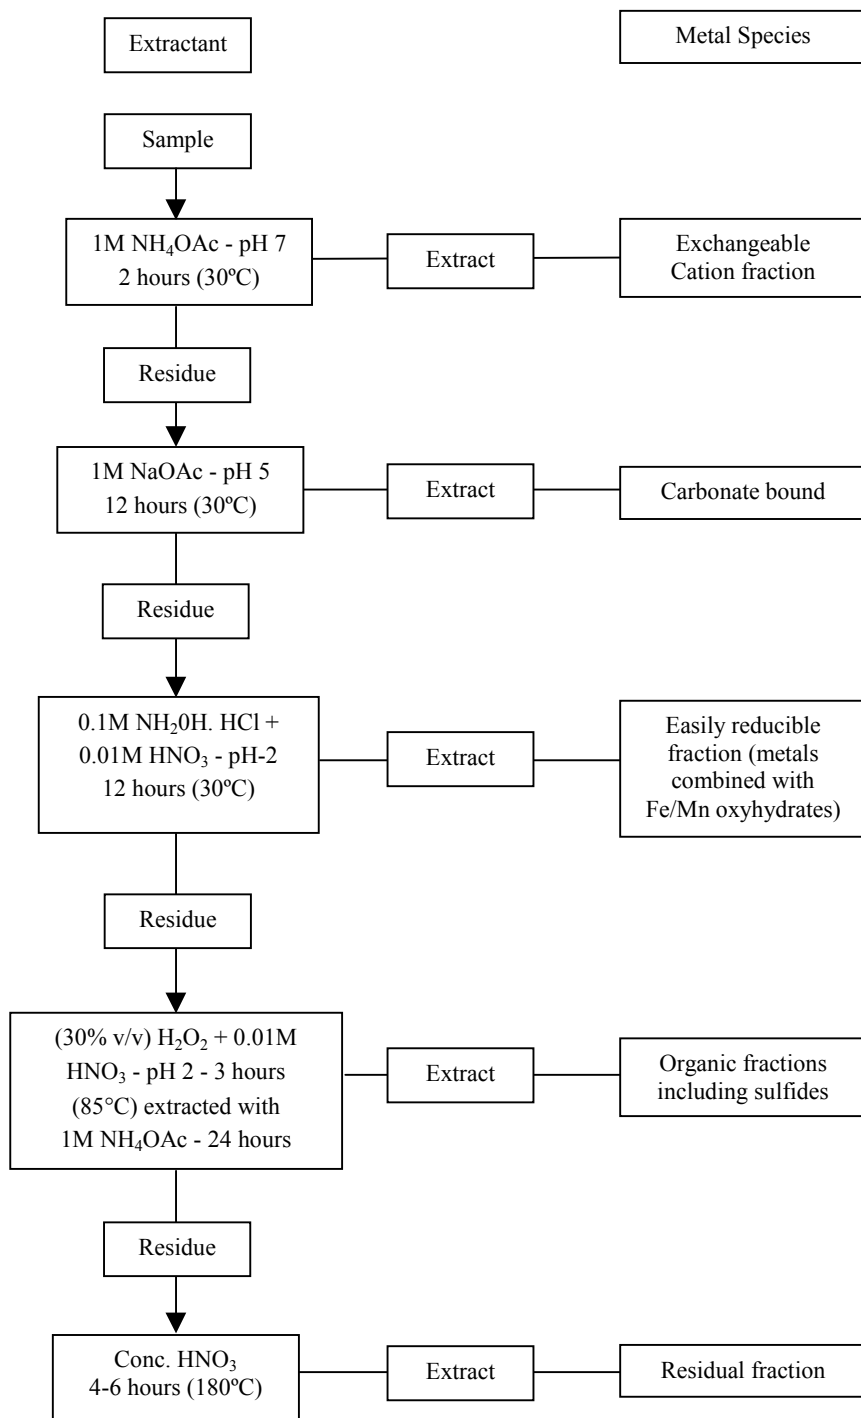 Extractant
Metal Species
Sample
1M NH₄OAc - pH 7
2 hours (30ºC)
Extract
Exchangeable
Cation fraction
Residue
1M NaOAc - pH 5
12 hours (30ºC)
Extract
Carbonate bound
Residue
0.1M NH₂0H. HCl +
0.01M HNO₃ - pH-2
12 hours (30ºC)
Extract
Easily reducible
fraction (metals
combined with
Fe/Mn oxyhydrates)
Residue
(30% v/v) H₂O₂ + 0.01M
HNO₃ - pH 2 - 3 hours
(85°C) extracted with
1M NH₄OAc - 24 hours
Extract
Organic fractions
including sulfides
Residue
Conc. HNO₃
4-6 hours (180ºC)
Extract
Residual fraction